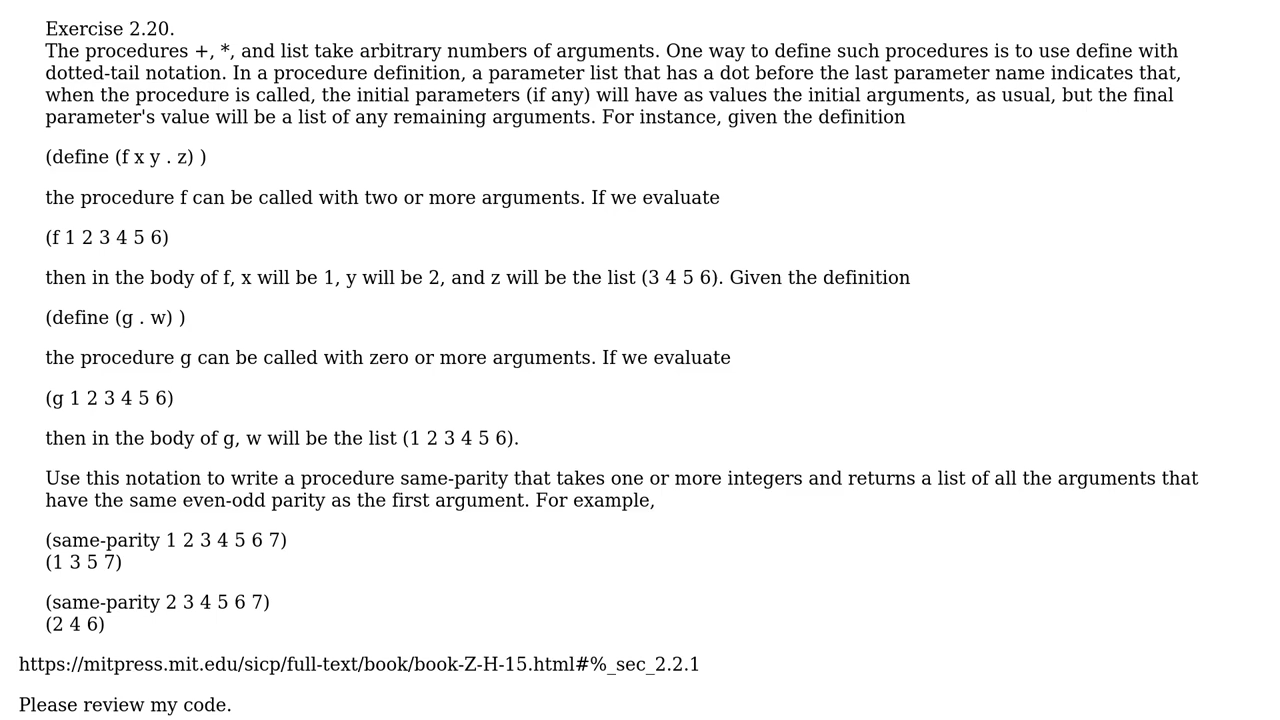 Exercise 2.20.
The procedures +, *, and list take arbitrary numbers of arguments. One way to define such procedures is to use define with
dotted-tail notation. In a procedure definition, a parameter list that has a dot before the last parameter name indicates that,
when the procedure is called, the initial parameters (if any) will have as values the initial arguments, as usual, but the final
parameter's value will be a list of any remaining arguments. For instance, given the definition
(define (f x y . z) )
the procedure f can be called with two or more arguments. If we evaluate
(f 1 2 3 4 5 6)
then in the body of f, x will be 1, y will be 2, and z will be the list (3 4 5 6). Given the definition
(define (g . w) )
the procedure g can be called with zero or more arguments. If we evaluate
(g 1 2 3 4 5 6)
then in the body of g, w will be the list (1 2 3 4 5 6).
Use this notation to write a procedure same-parity that takes one or more integers and returns a list of all the arguments that
have the same even-odd parity as the first argument. For example,
(same-parity 1 2 3 4 5 6 7)
(1 3 5 7)
(same-parity 2 3 4 5 6 7)
(2 4 6)
https://mitpress.mit.edu/sicp/full-text/book/book-Z-H-15.html#%_sec_2.2.1
Please review my code.